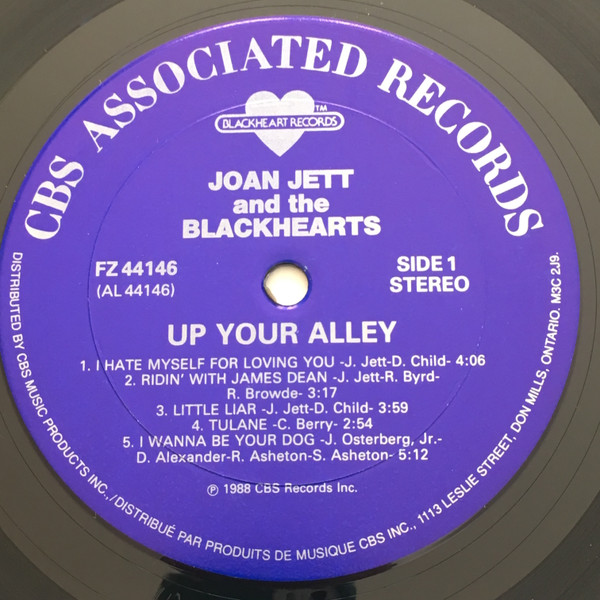 CBS ASSOCIATED RECORDS
TM
BLACKHEART RECORDS
JOAN JETT
and the
BLACKHEARTS
FZ 44146
(AL 44146)
SIDE 1
STEREO
UP YOUR ALLEY
1. I HATE MYSELF FOR LOVING YOU -J. Jett-D. Child- 4:06
2. RIDIN' WITH JAMES DEAN -J. Jett-R. Byrd-
R. Browde- 3:17
3. LITTLE LIAR -J. Jett-D. Child- 3:59
4. TULANE -C. Berry- 2:54
5. I WANNA BE YOUR DOG -J. Osterberg, Jr.-
D. Alexander-R. Asheton-S. Asheton- 5:12
℗ 1988 CBS Records Inc.
DISTRIBUTED BY CBS MUSIC PRODUCTS INC.,/DISTRIBUÉ PAR PRODUITS DE MUSIQUE CBS INC., 1113 LESLIE STREET, DON MILLS, ONTARIO. M3C 2J9.